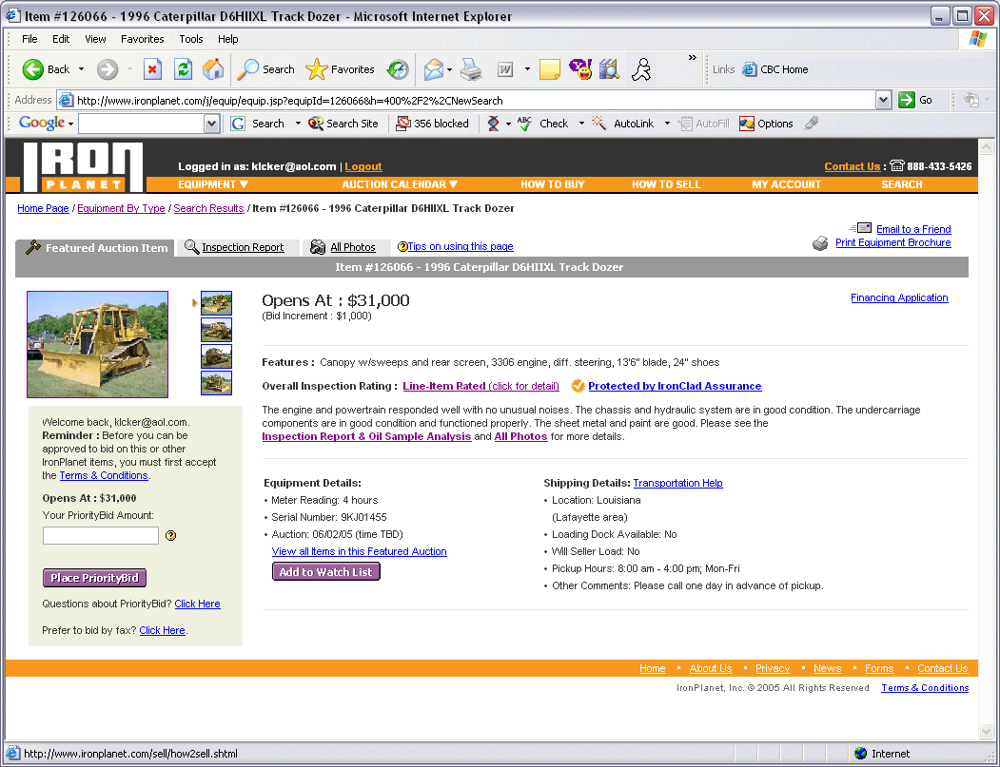 Item #126066 - 1996 Caterpillar D6HIIXL Track Dozer - Microsoft Internet Explorer
File Edit View Favorites Tools Help
Back Search Favorites W » Links CBC Home
Address http://www.ironplanet.com/j/equip/equip.jsp?equipId=126066&h=400%2F2%2CNewSearch Go
Google G Search Search Site 356 blocked ABC Check AutoLink AutoFill Options
IRON
PLANET
Logged in as: klcker@aol.com | Logout Contact Us : 888-433-5426
EQUIPMENT AUCTION CALENDAR HOW TO BUY HOW TO SELL MY ACCOUNT SEARCH
Home Page / Equipment By Type / Search Results / Item #126066 - 1996 Caterpillar D6HIIXL Track Dozer
Email to a Friend
Print Equipment Brochure
Featured Auction Item Inspection Report All Photos ? Tips on using this page
Item #126066 - 1996 Caterpillar D6HIIXL Track Dozer
Opens At : $31,000 Financing Application
(Bid Increment : $1,000)
Features : Canopy w/sweeps and rear screen, 3306 engine, diff. steering, 13'6" blade, 24" shoes
Overall Inspection Rating : Line-Item Rated (click for detail) Protected by IronClad Assurance
The engine and powertrain responded well with no unusual noises. The chassis and hydraulic system are in good condition. The undercarriage
components are in good condition and functioned properly. The sheet metal and paint are good. Please see the
Inspection Report & Oil Sample Analysis and All Photos for more details.
Welcome back, klcker@aol.com.
Reminder : Before you can be
approved to bid on this or other
IronPlanet items, you must first accept
the Terms & Conditions.
Opens At : $31,000
Your PriorityBid Amount:
?
Place PriorityBid
Questions about PriorityBid? Click Here
Prefer to bid by fax? Click Here.
Equipment Details:
• Meter Reading: 4 hours
• Serial Number: 9KJ01455
• Auction: 06/02/05 (time TBD)
View all Items in this Featured Auction
Add to Watch List
Shipping Details: Transportation Help
• Location: Louisiana
(Lafayette area)
• Loading Dock Available: No
• Will Seller Load: No
• Pickup Hours: 8:00 am - 4:00 pm; Mon-Fri
• Other Comments: Please call one day in advance of pickup.
Home • About Us • Privacy • News • Forms • Contact Us
IronPlanet, Inc. © 2005 All Rights Reserved Terms & Conditions
http://www.ironplanet.com/sell/how2sell.shtml Internet